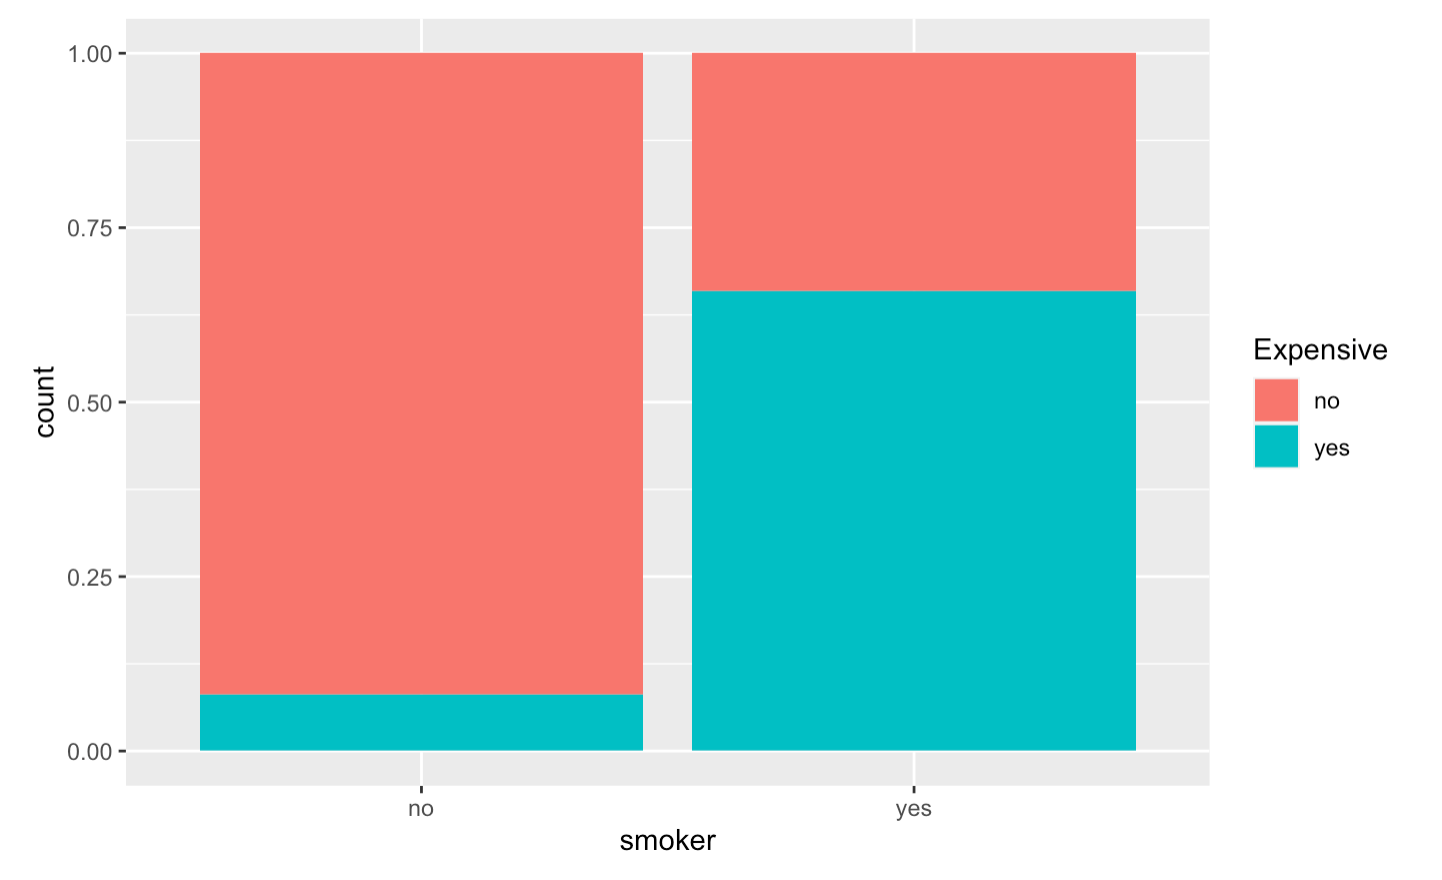 1.00
0.75
0.50
0.25
0.00
count
no
yes
smoker
Expensive
no
yes